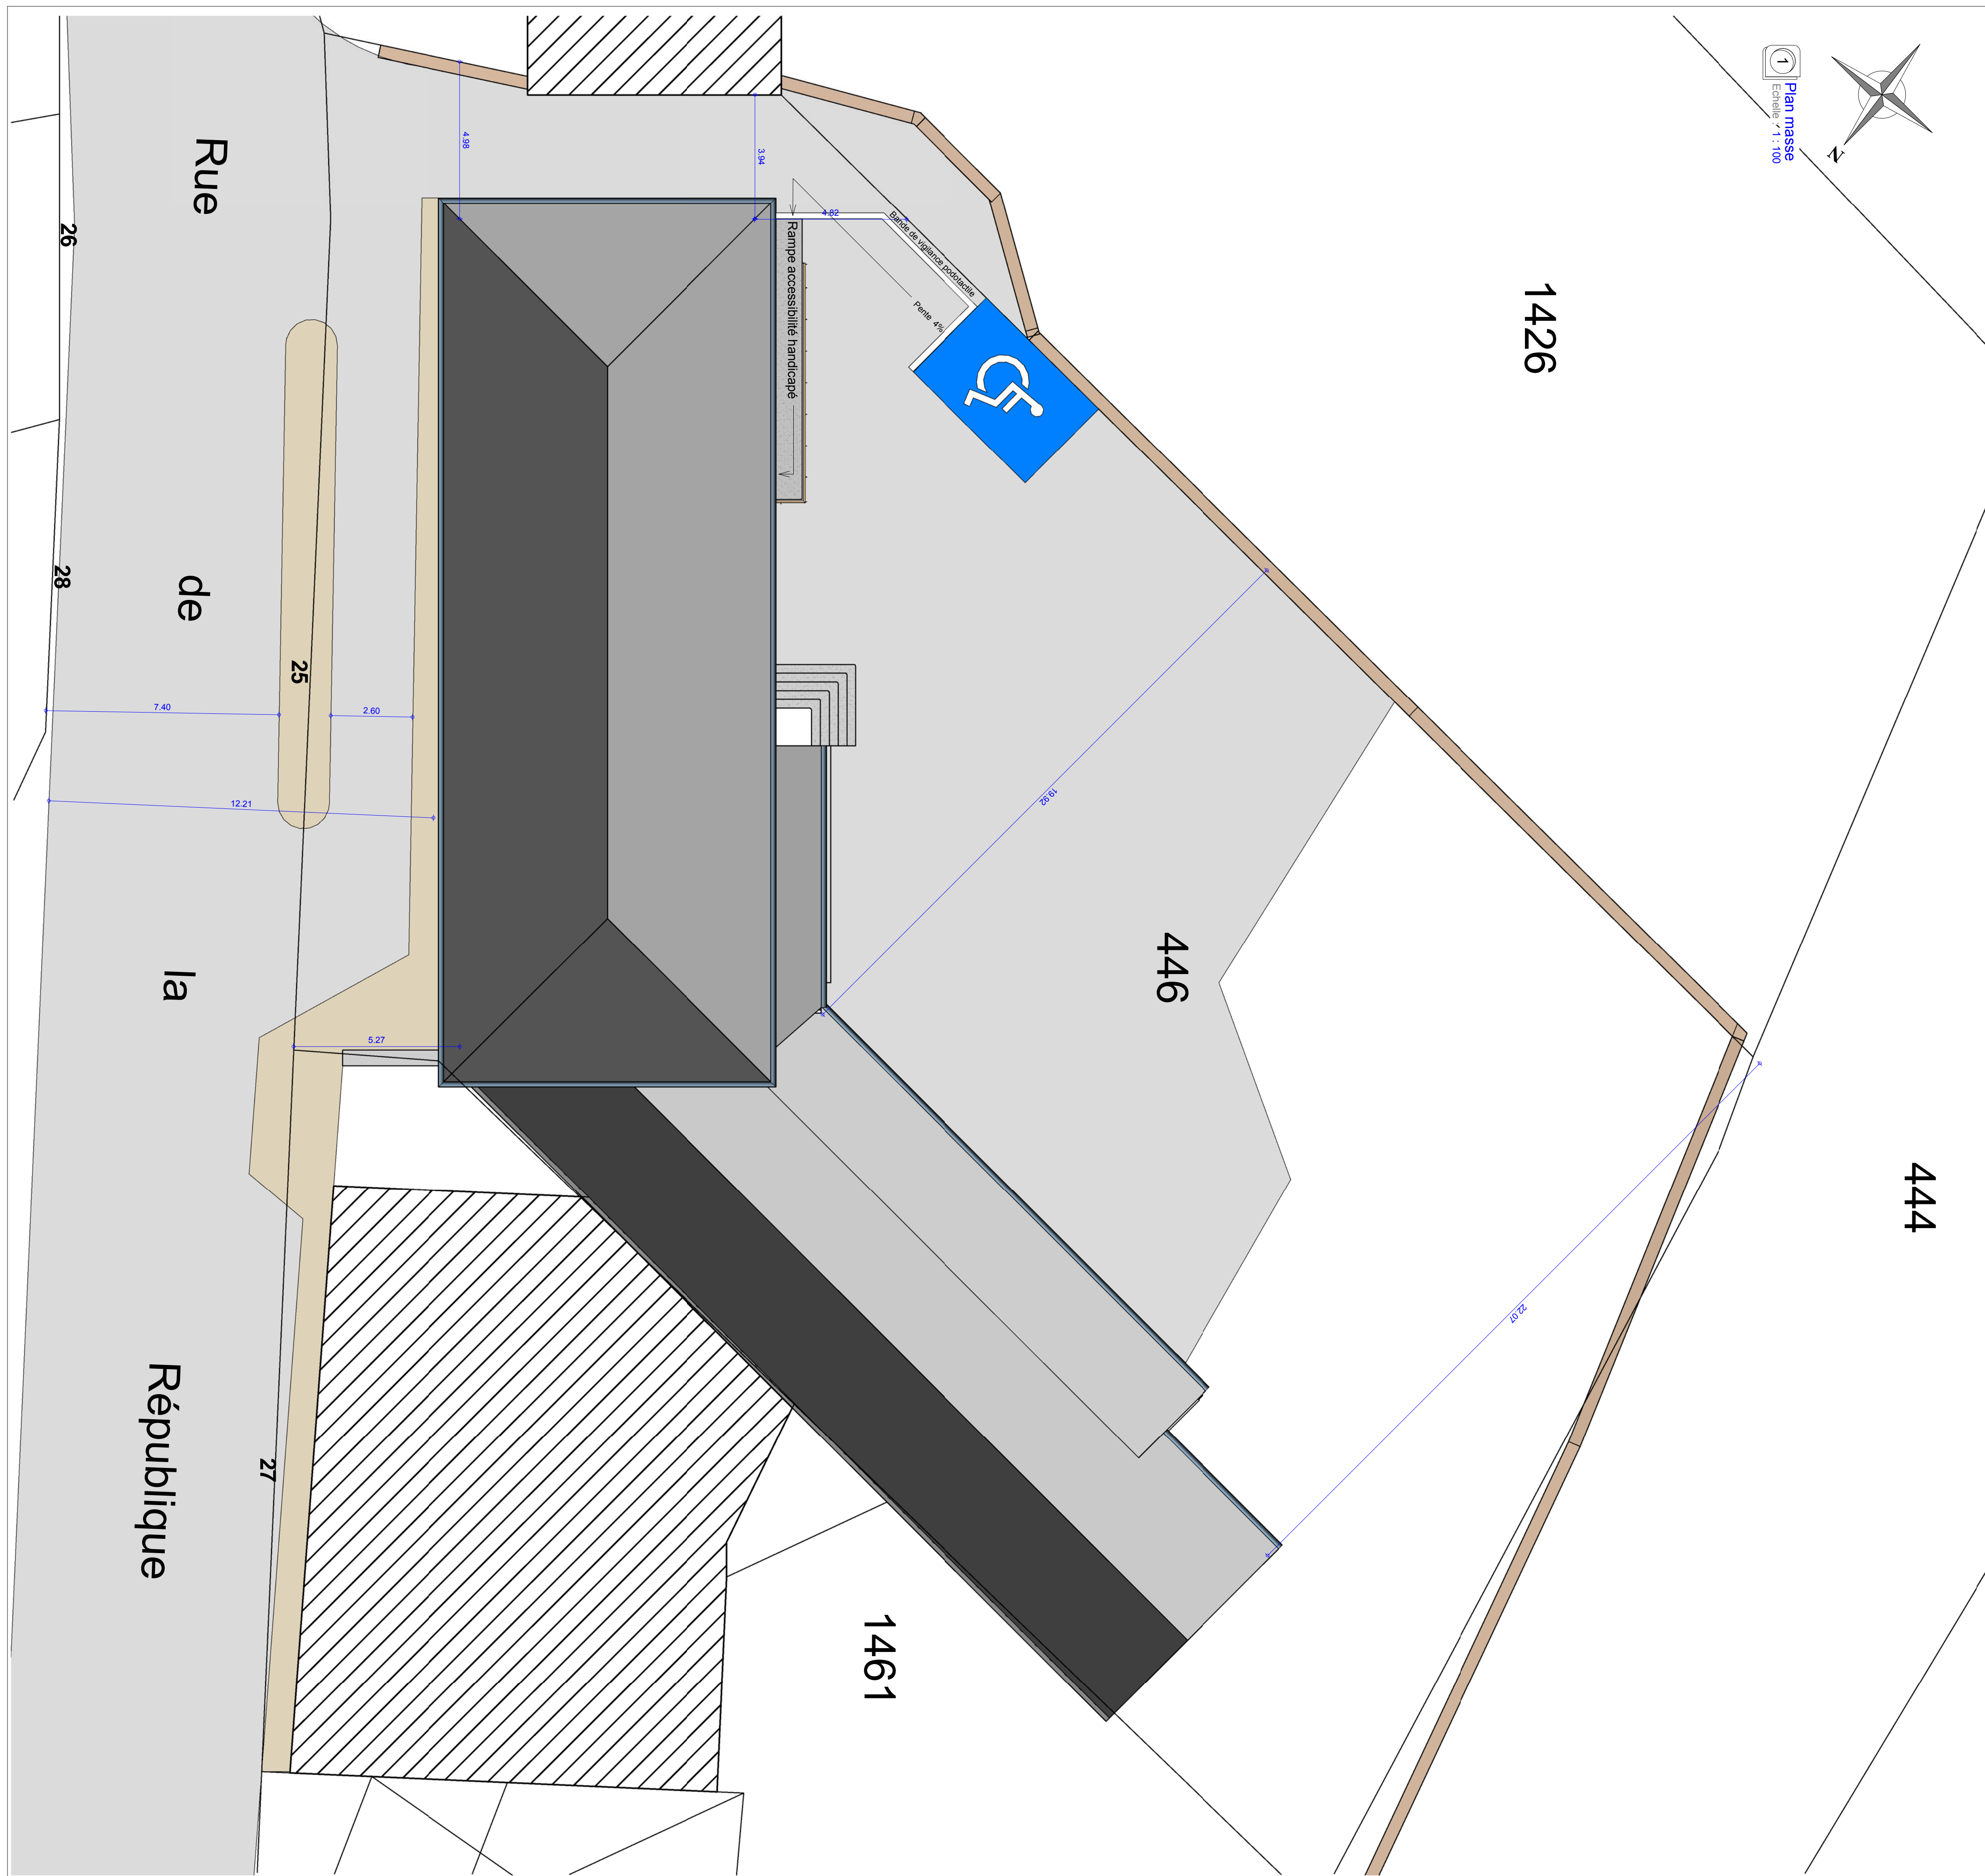 1
Plan masse
Echelle : 1 : 100
N
Rue
de
la
République
26
28
25
27
1426
446
444
1461
4.98
3.94
4.82
Bande de vigilance podotactile
Rampe accessibilité handicapé
Pente 4%
7.40
2.60
12.21
19.92
5.27
22.07